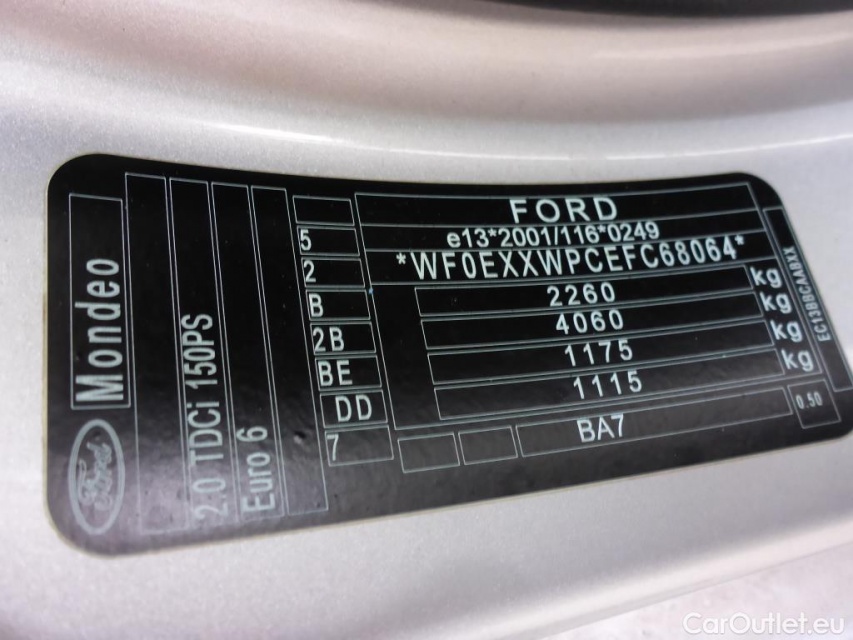 FORD
e13*2001/116*0249
*WF0EXXWPCEFC68064*
2260 kg
4060 kg
1175 kg
1115 kg
BA7
0.50
EC13BBCAABXX
5
2
B
2B
BE
DD
7
Mondeo
2.0 TDCi 150PS
Euro 6
Ford
CarOutlet.eu